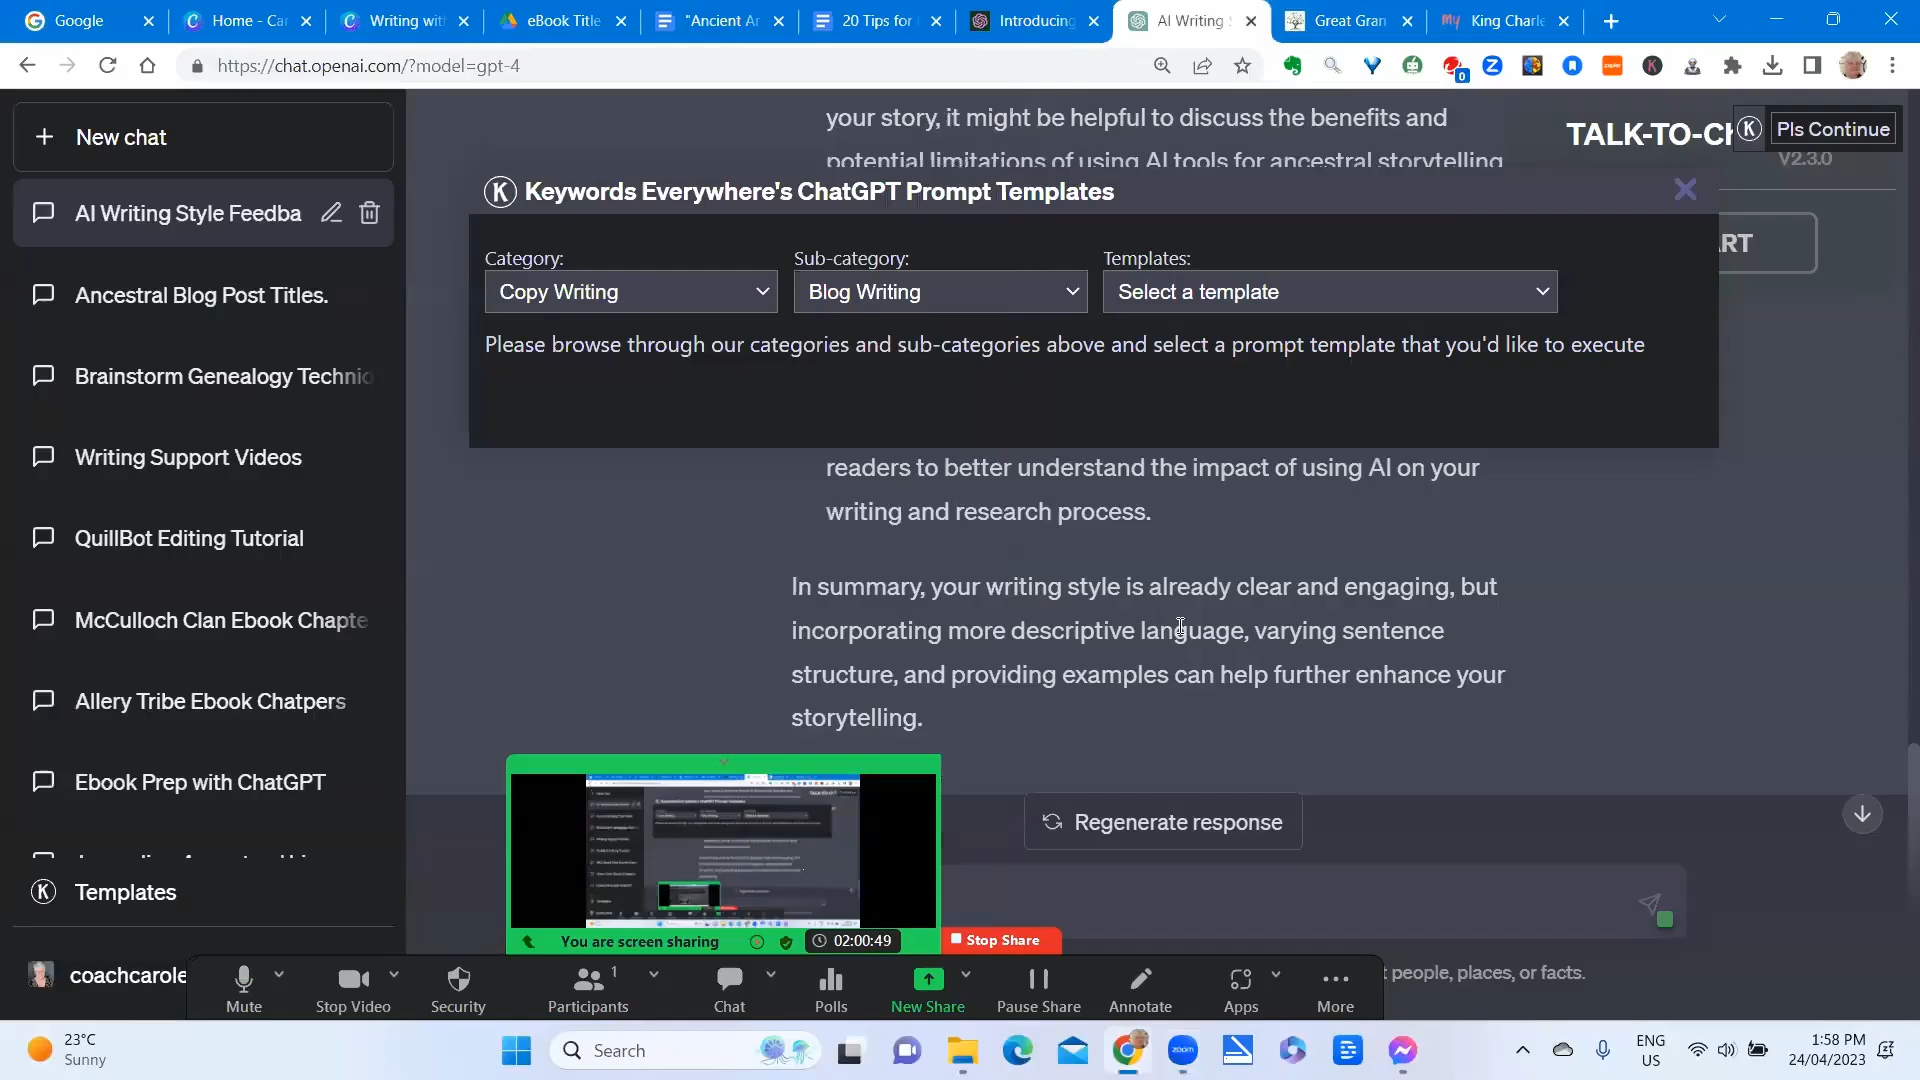 Google
Home - Ca
Writing wit
eBook Title
"Ancient Ar
20 Tips for
Introducing
AI Writing
Great Gran
King Charle
https://chat.openai.com/?model=gpt-4
0
New chat
AI Writing Style Feedba
Ancestral Blog Post Titles.
Brainstorm Genealogy Techniq
Writing Support Videos
QuillBot Editing Tutorial
McCulloch Clan Ebook Chapte
Allery Tribe Ebook Chatpers
Ebook Prep with ChatGPT
Templates
coachcarole
your story, it might be helpful to discuss the benefits and
potential limitations of using AI tools for ancestral storytelling
TALK-TO-CH
K
Pls Continue
V2.3.0
ART
K Keywords Everywhere's ChatGPT Prompt Templates
Category:
Sub-category:
Templates:
Copy Writing
Blog Writing
Select a template
Please browse through our categories and sub-categories above and select a prompt template that you'd like to execute
readers to better understand the impact of using AI on your
writing and research process.
In summary, your writing style is already clear and engaging, but
incorporating more descriptive language, varying sentence
structure, and providing examples can help further enhance your
storytelling.
Regenerate response
You are screen sharing
02:00:49
Stop Share
t people, places, or facts.
Mute
Stop Video
Security
Participants
1
Chat
Polls
New Share
Pause Share
Annotate
Apps
More
23°C
Sunny
Search
zoom
ENG
US
1:58 PM
24/04/2023